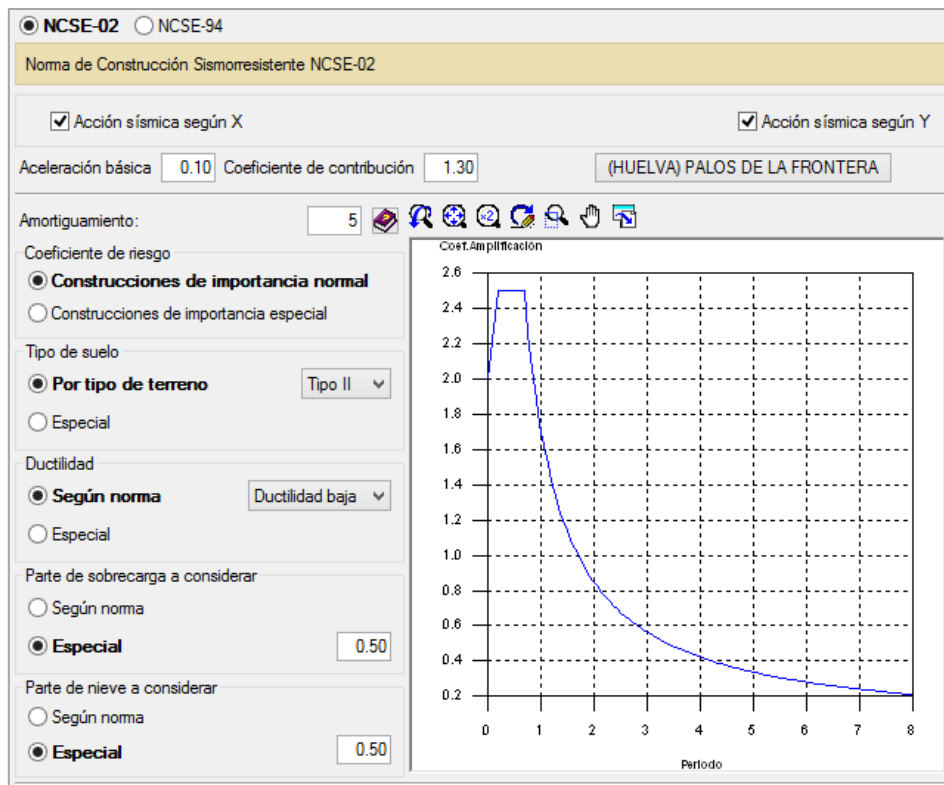 NCSE-02 NCSE-94
Norma de Construcción Sismorresistente NCSE-02
Acción sísmica según X Acción sísmica según Y
Aceleración básica 0.10 Coeficiente de contribución 1.30 (HUELVA) PALOS DE LA FRONTERA
Amortiguamiento: 5
x2
Coeficiente de riesgo
Construcciones de importancia normal
Construcciones de importancia especial
Tipo de suelo
Por tipo de terreno Tipo II
Especial
Ductilidad
Según norma Ductilidad baja
Especial
Parte de sobrecarga a considerar
Según norma
Especial 0.50
Parte de nieve a considerar
Según norma
Especial 0.50
Coef.Amplificación
2.6
2.4
2.2
2.0
1.8
1.6
1.4
1.2
1.0
0.8
0.6
0.4
0.2
0 1 2 3 4 5 6 7 8
Periodo